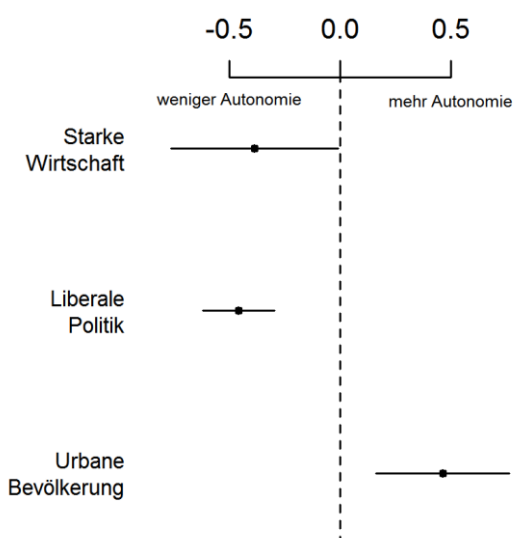 -0.5 0.0 0.5
weniger Autonomie mehr Autonomie
Starke
Wirtschaft
Liberale
Politik
Urbane
Bevölkerung